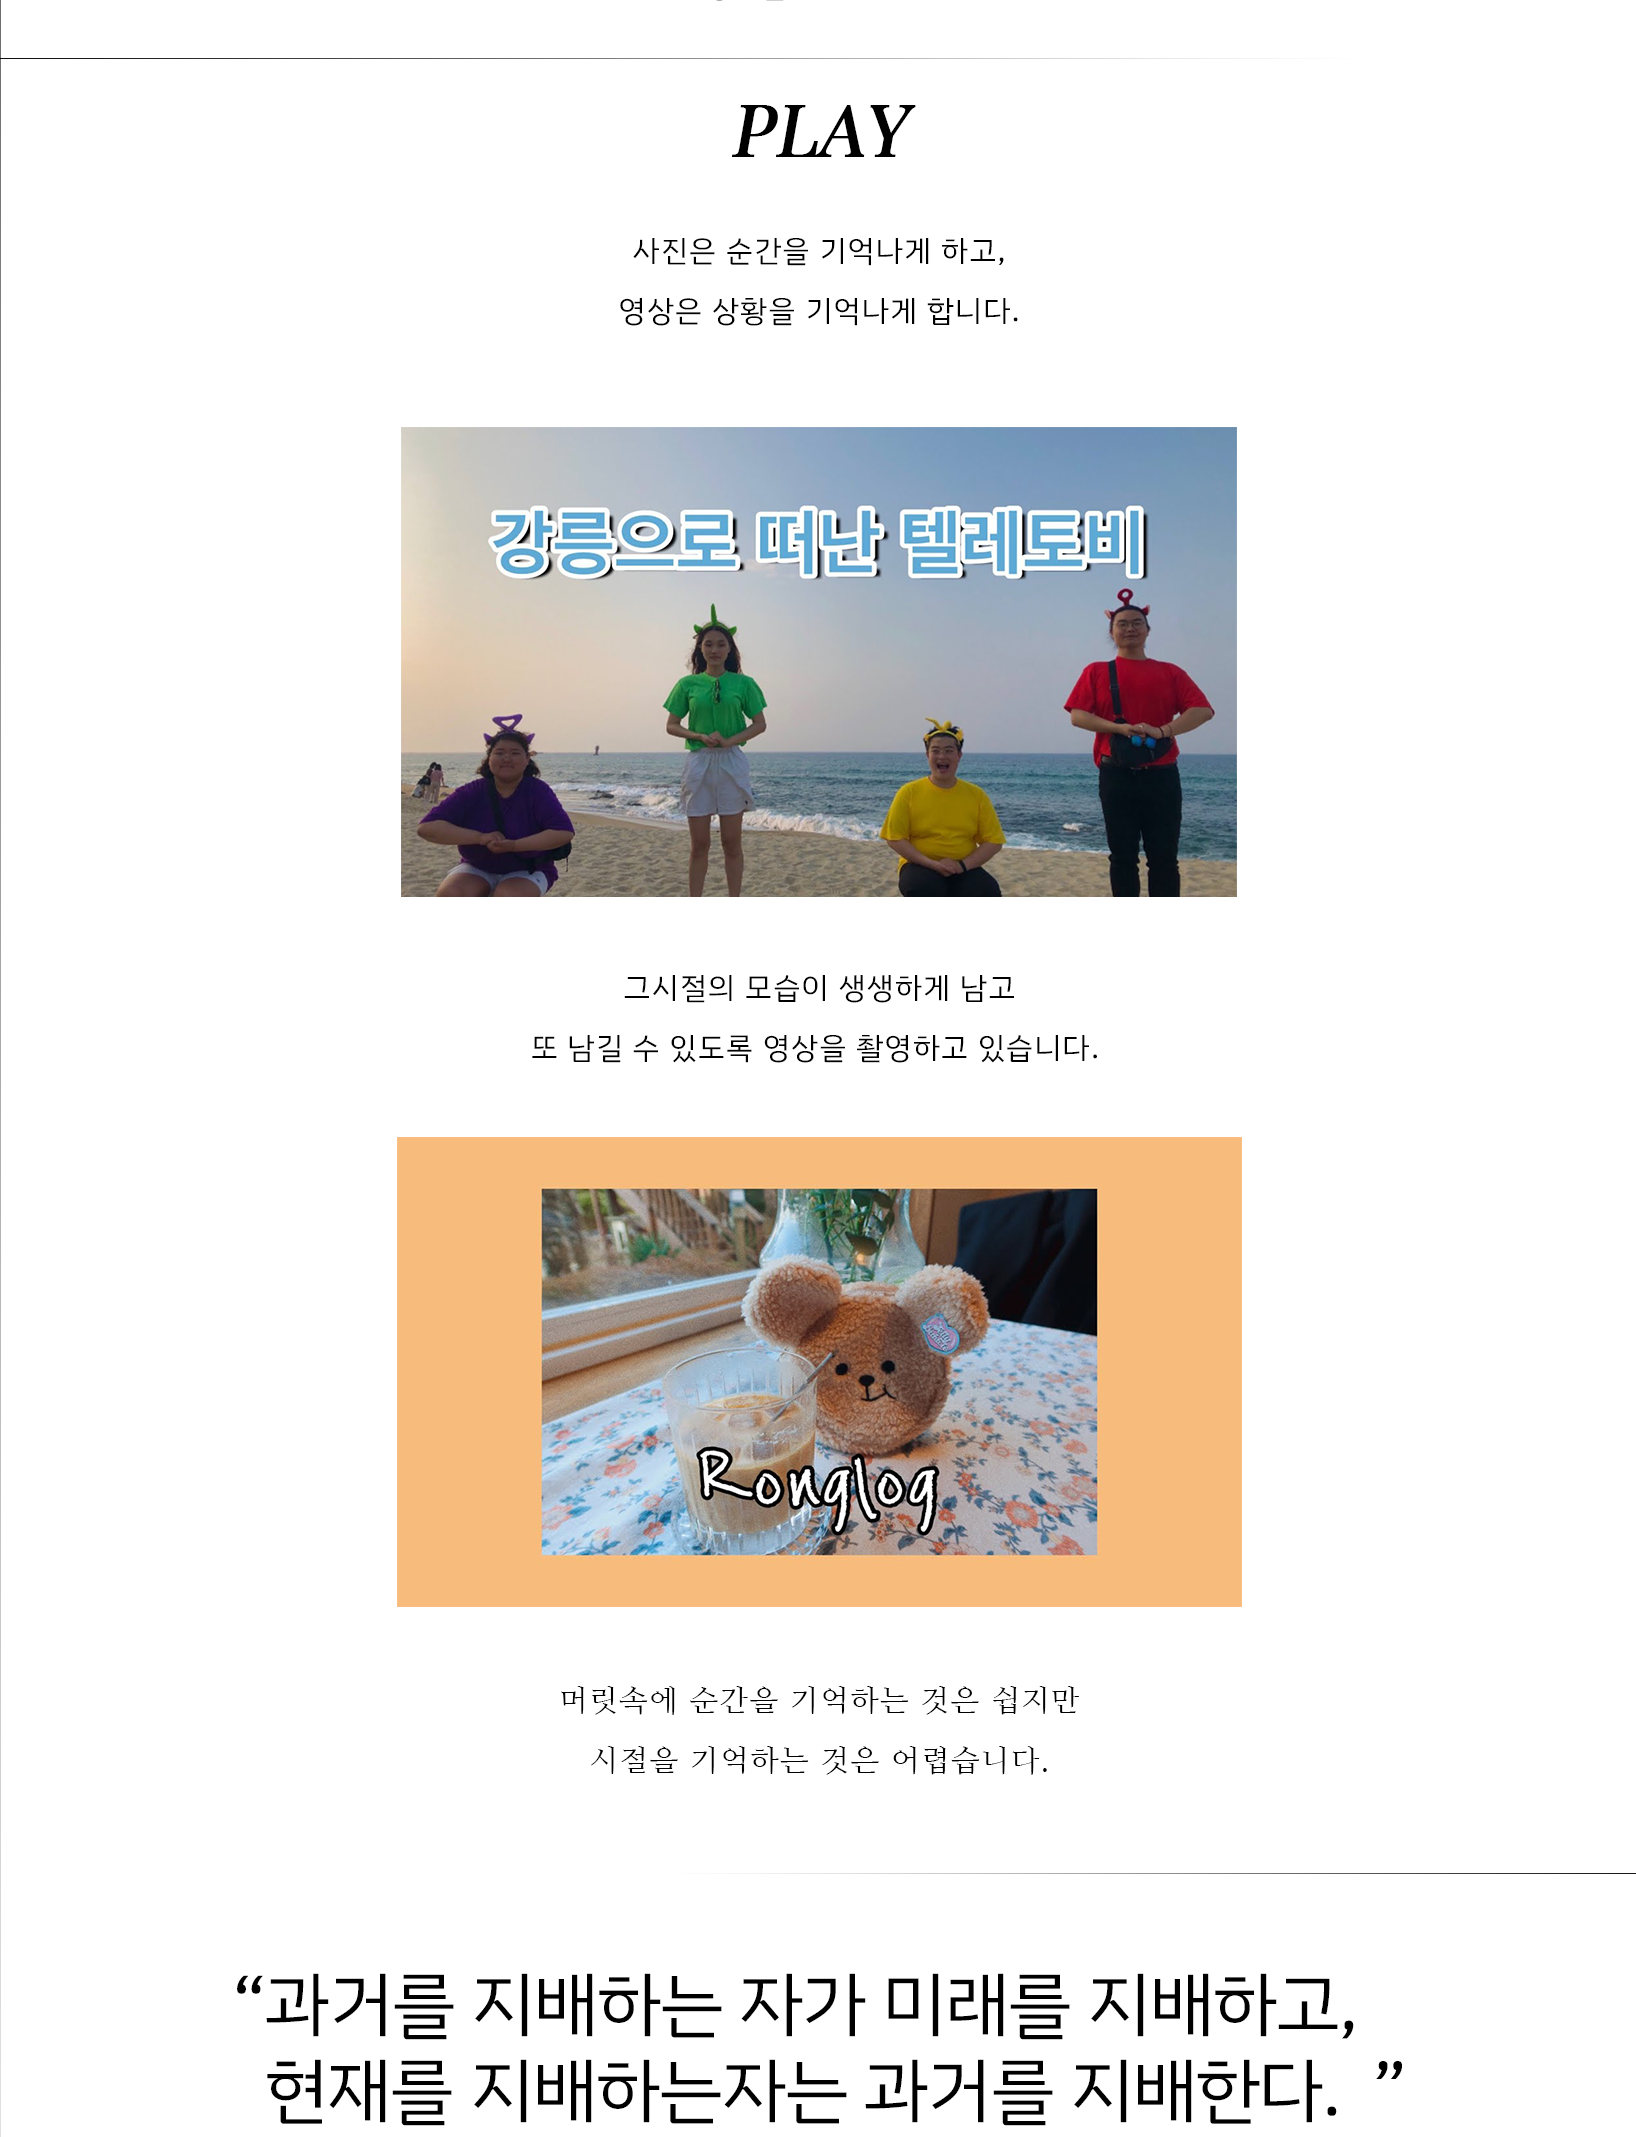 PLAY
사진은 순간을 기억나게 하고,
영상은 상황을 기억나게 합니다.
강릉으로 떠난 텔레토비
그시절의 모습이 생생하게 남고
또 남길 수 있도록 영상을 촬영하고 있습니다.
Ronglog
머릿속에 순간을 기억하는 것은 쉽지만
시절을 기억하는 것은 어렵습니다.
“과거를 지배하는 자가 미래를 지배하고,
현재를 지배하는자는 과거를 지배한다. ”